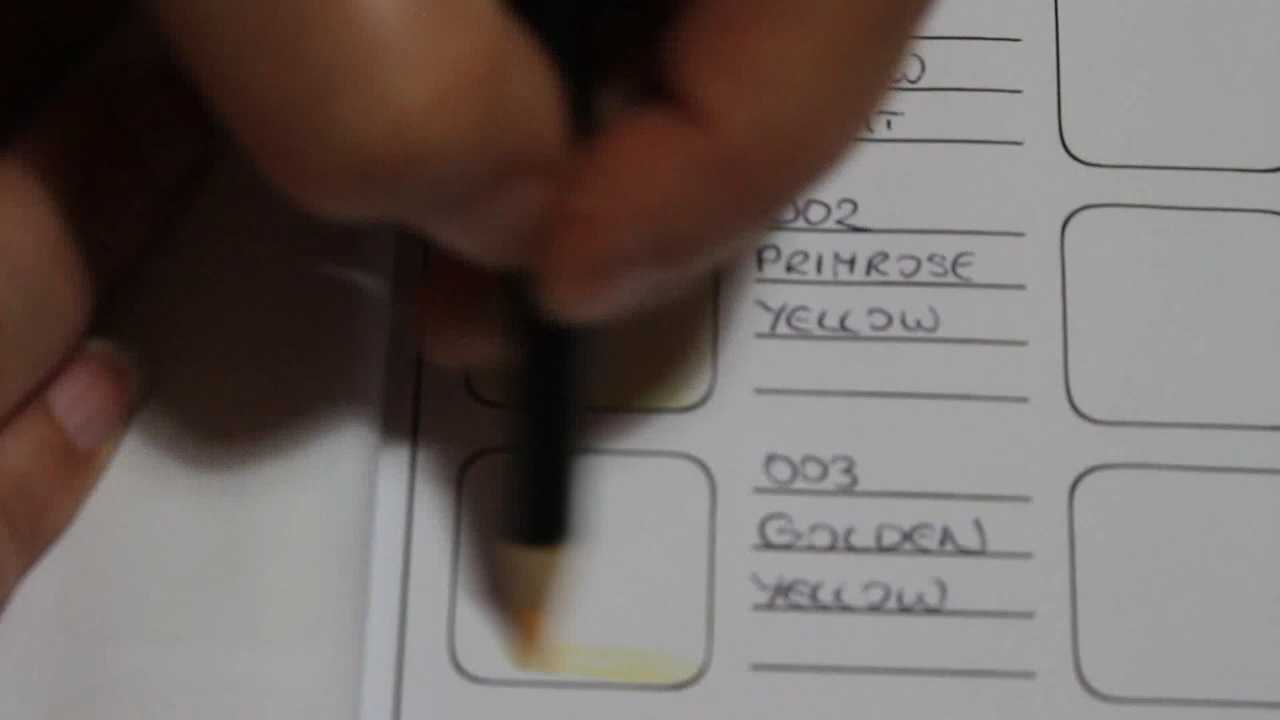 002
PRIMROSE
YELLOW
003
GOLDEN
YELLOW